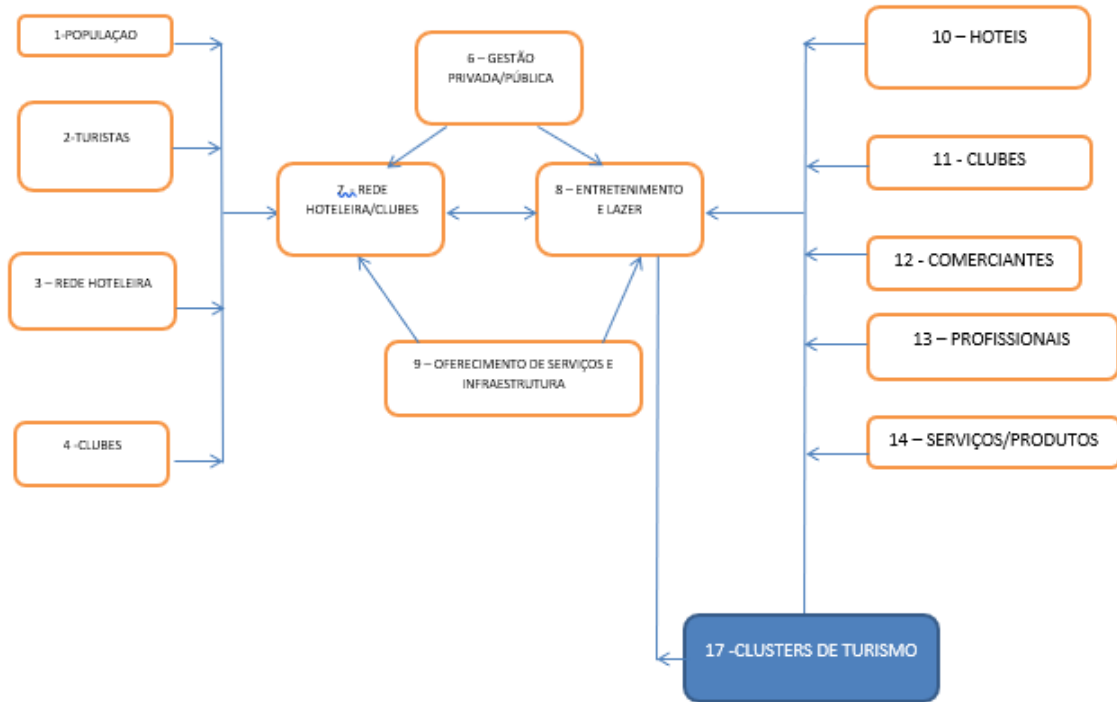 1-POPULAÇAO
2-TURISTAS
3 – REDE HOTELEIRA
4 -CLUBES
6 – GESTÃO
PRIVADA/PÚBLICA
7 - REDE
HOTELEIRA/CLUBES
8 – ENTRETENIMENTO
E LAZER
9 – OFERECIMENTO DE SERVIÇOS E
INFRAESTRUTURA
10 – HOTEIS
11 - CLUBES
12 - COMERCIANTES
13 – PROFISSIONAIS
14 – SERVIÇOS/PRODUTOS
17 -CLUSTERS DE TURISMO